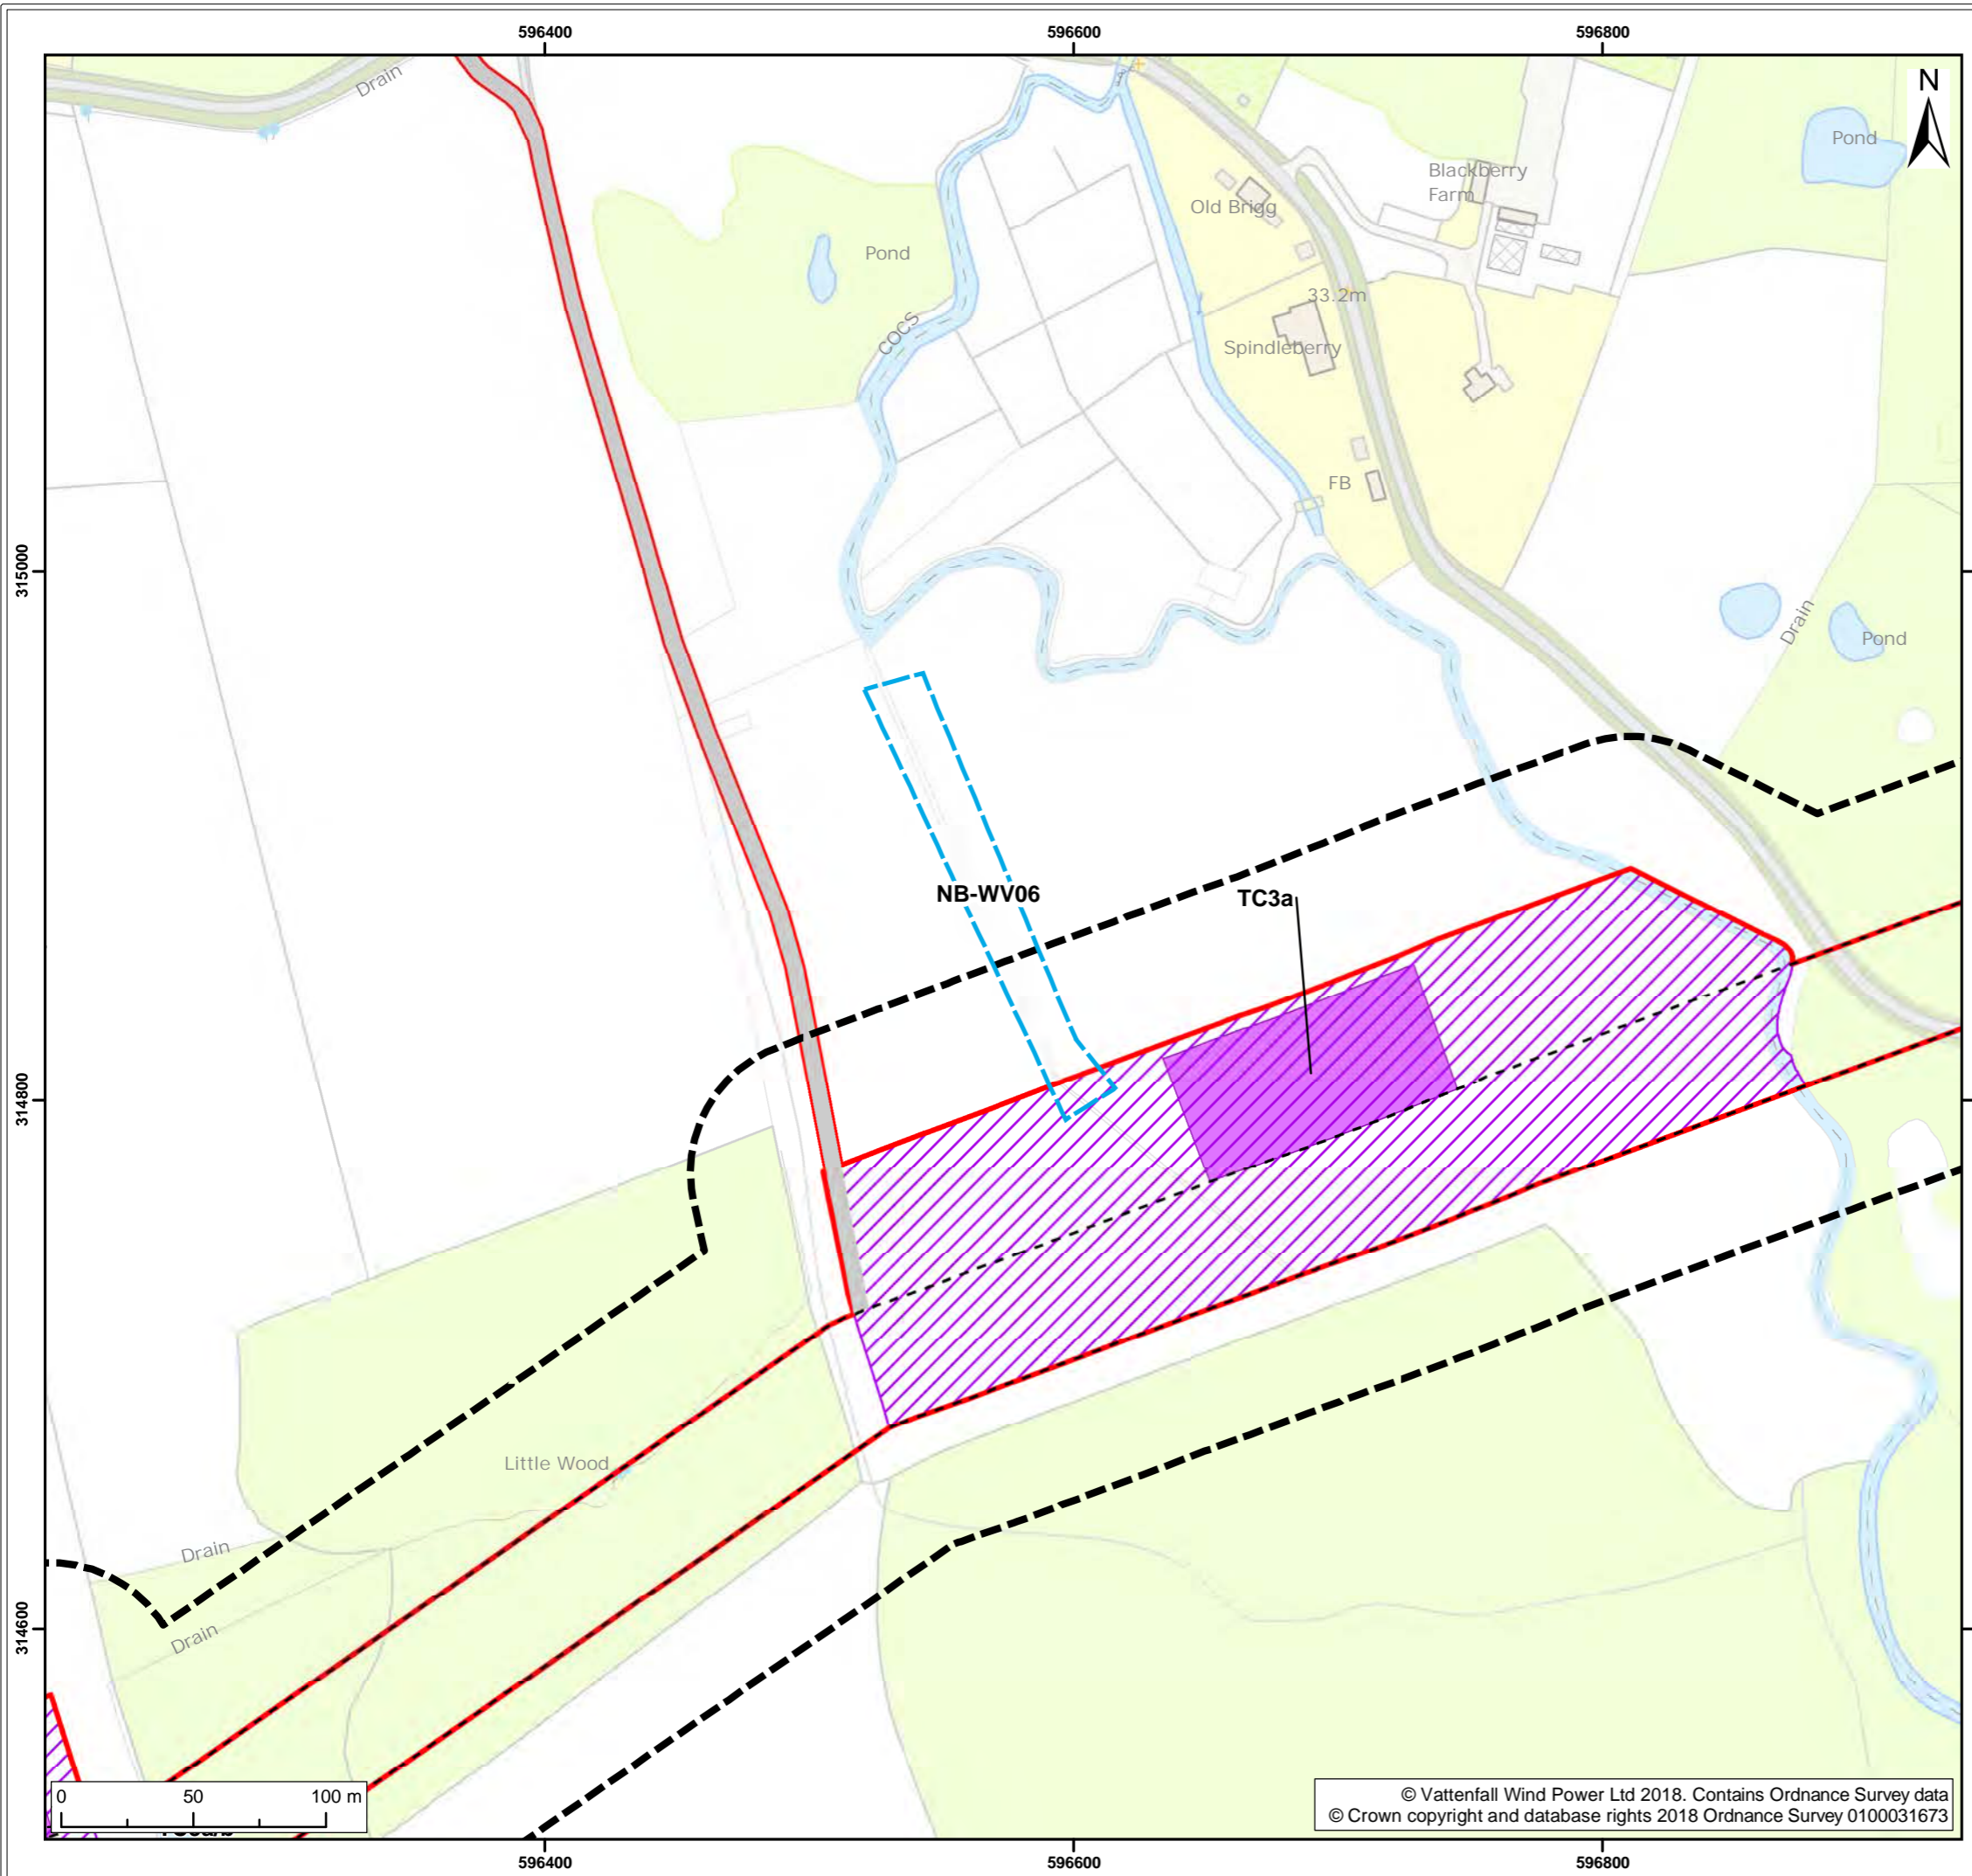 596400
596600
596800
N
Drain
Pond
Blackberry
Farm
Old Brigg
Pond
33.2m
COCS
Spindleberry
FB
315000
Drain
Pond
NB-WV06
TC3a
314800
Little Wood
Drain
314600
Drain
0 50 100 m
© Vattenfall Wind Power Ltd 2018. Contains Ordnance Survey data
© Crown copyright and database rights 2018 Ordnance Survey 0100031673
596400
596600
596800